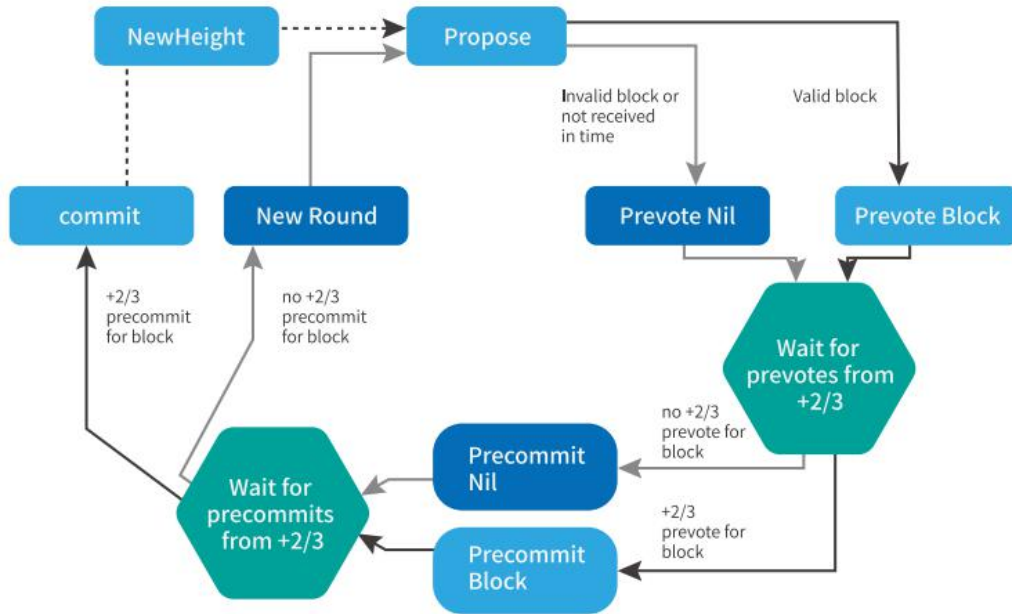 NewHeight
Propose
Invalid block or
not received
in time
Valid block
commit
New Round
Prevote Nil
Prevote Block
+2/3
precommit
for block
no +2/3
precommit
for block
Wait for
prevotes from
+2/3
no +2/3
prevote for
block
Precommit
Nil
Wait for
precommits
from +2/3
+2/3
prevote for
block
Precommit
Block